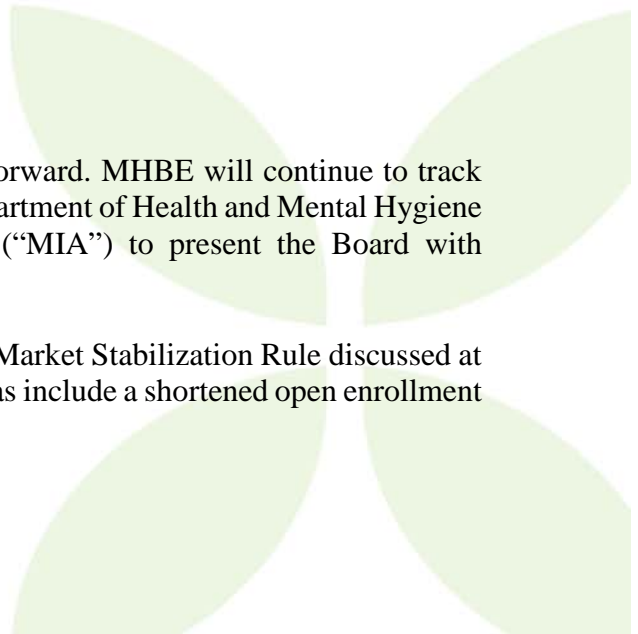 orward. MHBE will continue to track
artment of Health and Mental Hygiene
(“MIA”) to present the Board with
Market Stabilization Rule discussed at
as include a shortened open enrollment